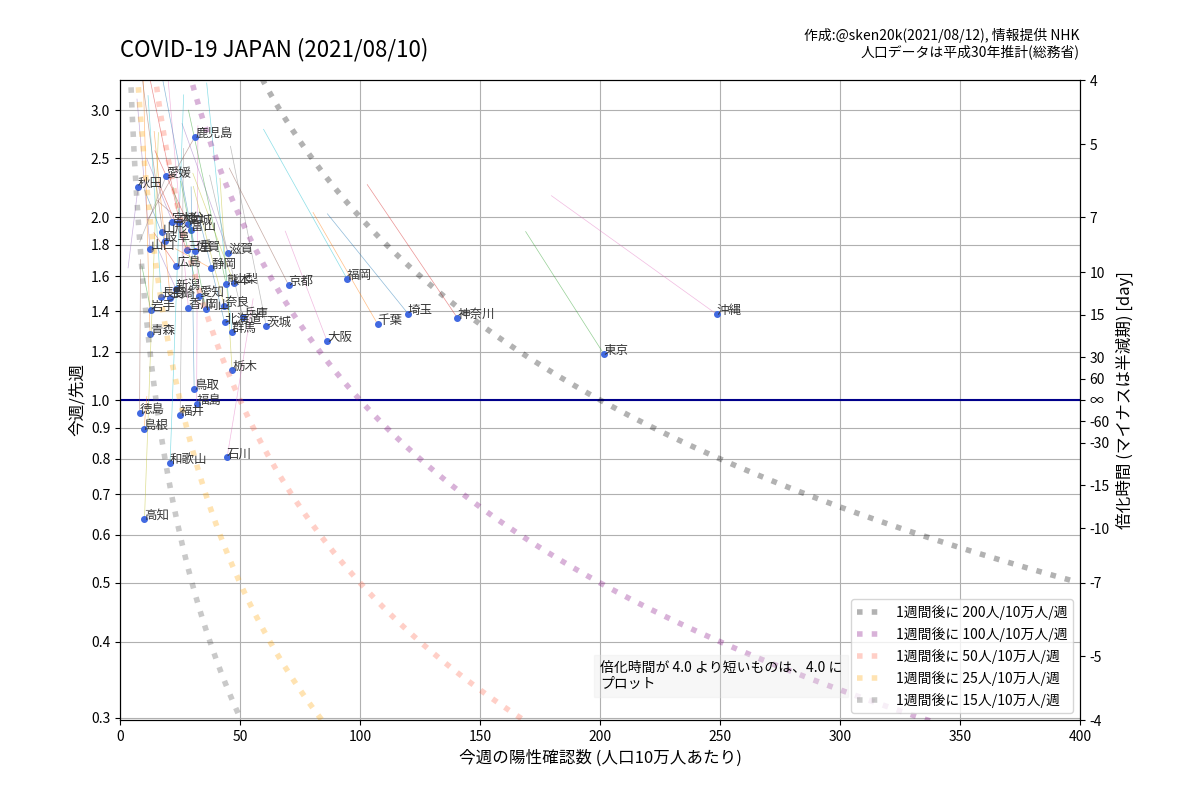 COVID-19 JAPAN (2021/08/10)
作成:@sken20k(2021/08/12), 情報提供 NHK
人口データは平成30年推計(総務省)
今週/先週
3.0
2.5
2.0
1.8
1.6
1.4
1.2
1.0
0.9
0.8
0.7
0.6
0.5
0.4
0.3
鹿児島
愛媛
秋田
富山
岐阜
山口
滋賀
広島
静岡
福岡
京都
新潟
愛知
岩手
香川
奈良
兵庫
埼玉
沖縄
神奈川
千葉
茨城
北海道
群馬
青森
大阪
東京
栃木
鳥取
福島
徳島
福井
島根
石川
和歌山
高知
4
5
7
10
15
30
60
∞
-60
-30
-15
-10
-7
-5
-4
倍化時間 (マイナスは半減期) [day]
1週間後に 200人/10万人/週
1週間後に 100人/10万人/週
1週間後に 50人/10万人/週
1週間後に 25人/10万人/週
1週間後に 15人/10万人/週
倍化時間が 4.0 より短いものは、4.0 に
プロット
0 50 100 150 200 250 300 350 400
今週の陽性確認数 (人口10万人あたり)